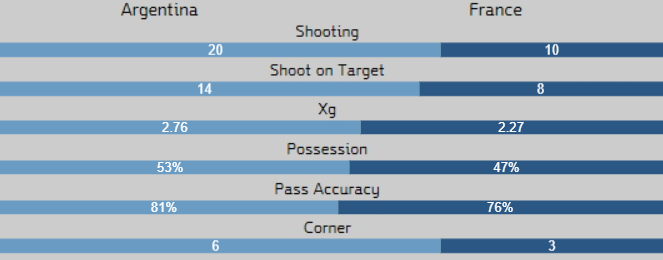 Argentina France
Shooting
20 10
Shoot on Target
14 8
Xg
2.76 2.27
Possession
53% 47%
Pass Accuracy
81% 76%
Corner
6 3